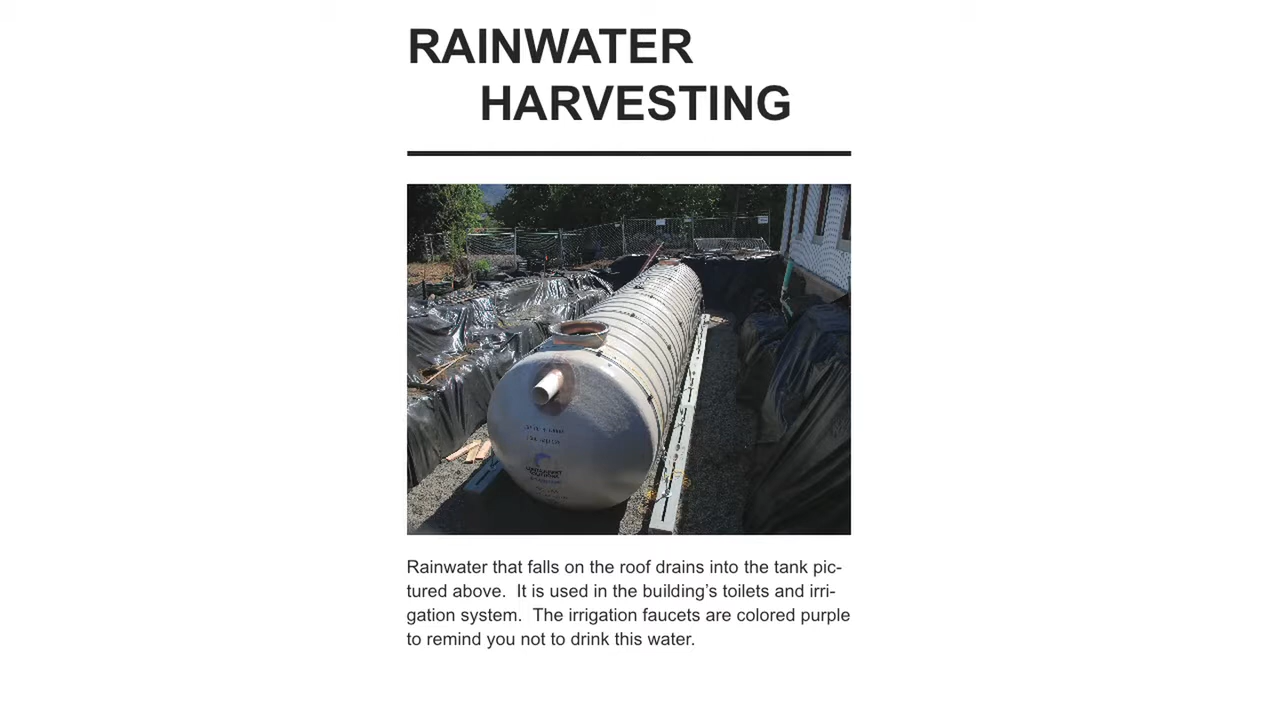 RAINWATER
HARVESTING
Rainwater that falls on the roof drains into the tank pic-
tured above.  It is used in the building’s toilets and irri-
gation system.  The irrigation faucets are colored purple
to remind you not to drink this water.